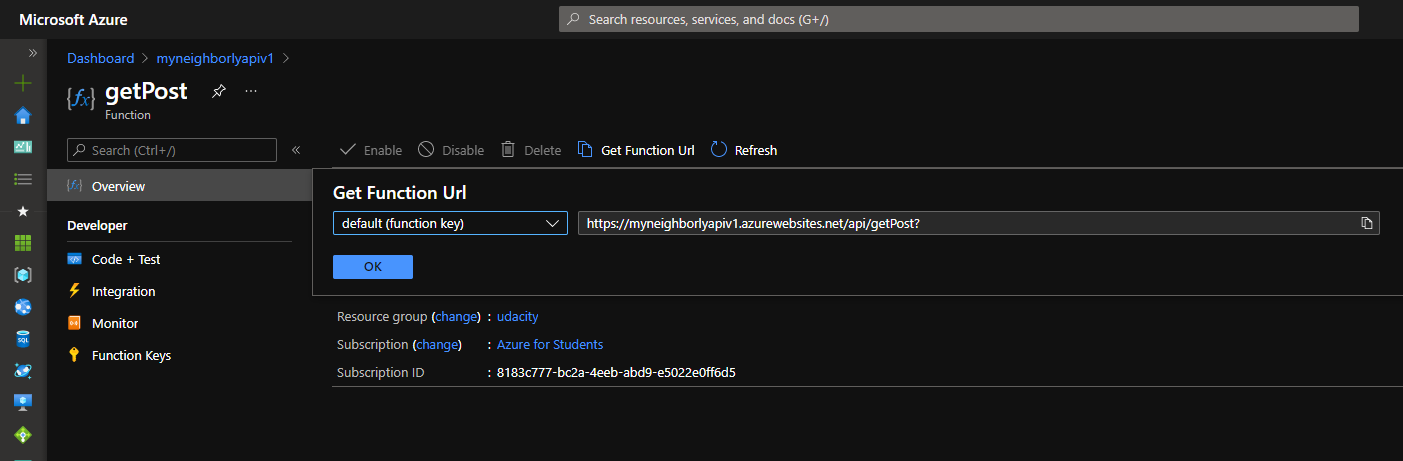 Microsoft Azure
Search resources, services, and docs (G+/)
Dashboard > myneighborlyapiv1 >
{fx} getPost ...
Function
Search (Ctrl+/) «
Enable Disable Delete Get Function Url Refresh
Overview
Get Function Url
default (function key) https://myneighborlyapiv1.azurewebsites.net/api/getPost?
OK
Developer
Code + Test
Integration
Monitor
Function Keys
Resource group (change) : udacity
Subscription (change) : Azure for Students
Subscription ID : 8183c777-bc2a-4eeb-abd9-e5022e0ff6d5